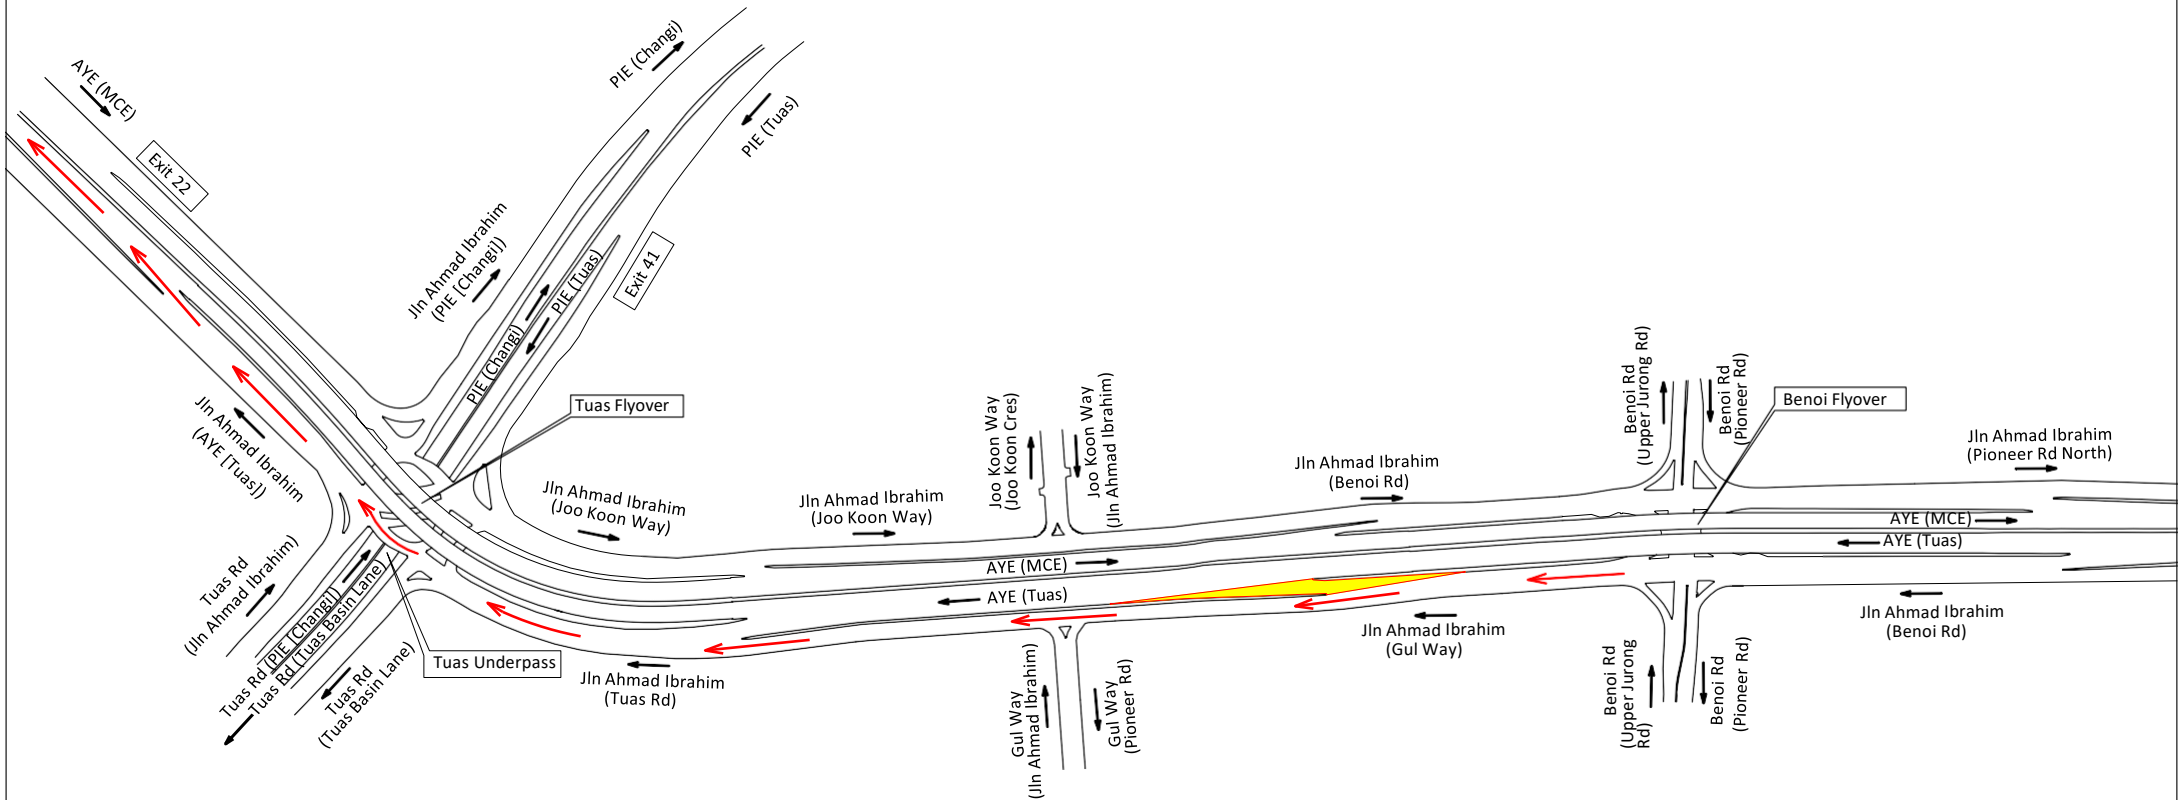 AYE (MCE)
Exit 22
PIE (Changi)
PIE (Tuas)
Jln Ahmad Ibrahim
(PIE [Changi])
PIE (Changi)
PIE (Tuas)
Exit 41
Tuas Flyover
Jln Ahmad Ibrahim
(AYE [Tuas])
Tuas Rd
(Jln Ahmad Ibrahim)
Tuas Rd (PIE [Changi])
Tuas Rd (Tuas Basin Lane)
Tuas Rd
(Tuas Basin Lane)
Tuas Underpass
Jln Ahmad Ibrahim
(Joo Koon Way)
Jln Ahmad Ibrahim
(Tuas Rd)
Jln Ahmad Ibrahim
(Joo Koon Way)
Joo Koon Way
(Joo Koon Cres)
Joo Koon Way
(Jln Ahmad Ibrahim)
AYE (MCE)
AYE (Tuas)
Gul Way
(Jln Ahmad Ibrahim)
Gul Way
(Pioneer Rd)
Jln Ahmad Ibrahim
(Benoi Rd)
Jln Ahmad Ibrahim
(Gul Way)
Benoi Rd
(Upper Jurong Rd)
Benoi Rd
(Pioneer Rd)
Benoi Flyover
Benoi Rd
(Upper Jurong
Rd)
Benoi Rd
(Pioneer Rd)
Jln Ahmad Ibrahim
(Pioneer Rd North)
AYE (MCE)
AYE (Tuas)
Jln Ahmad Ibrahim
(Benoi Rd)